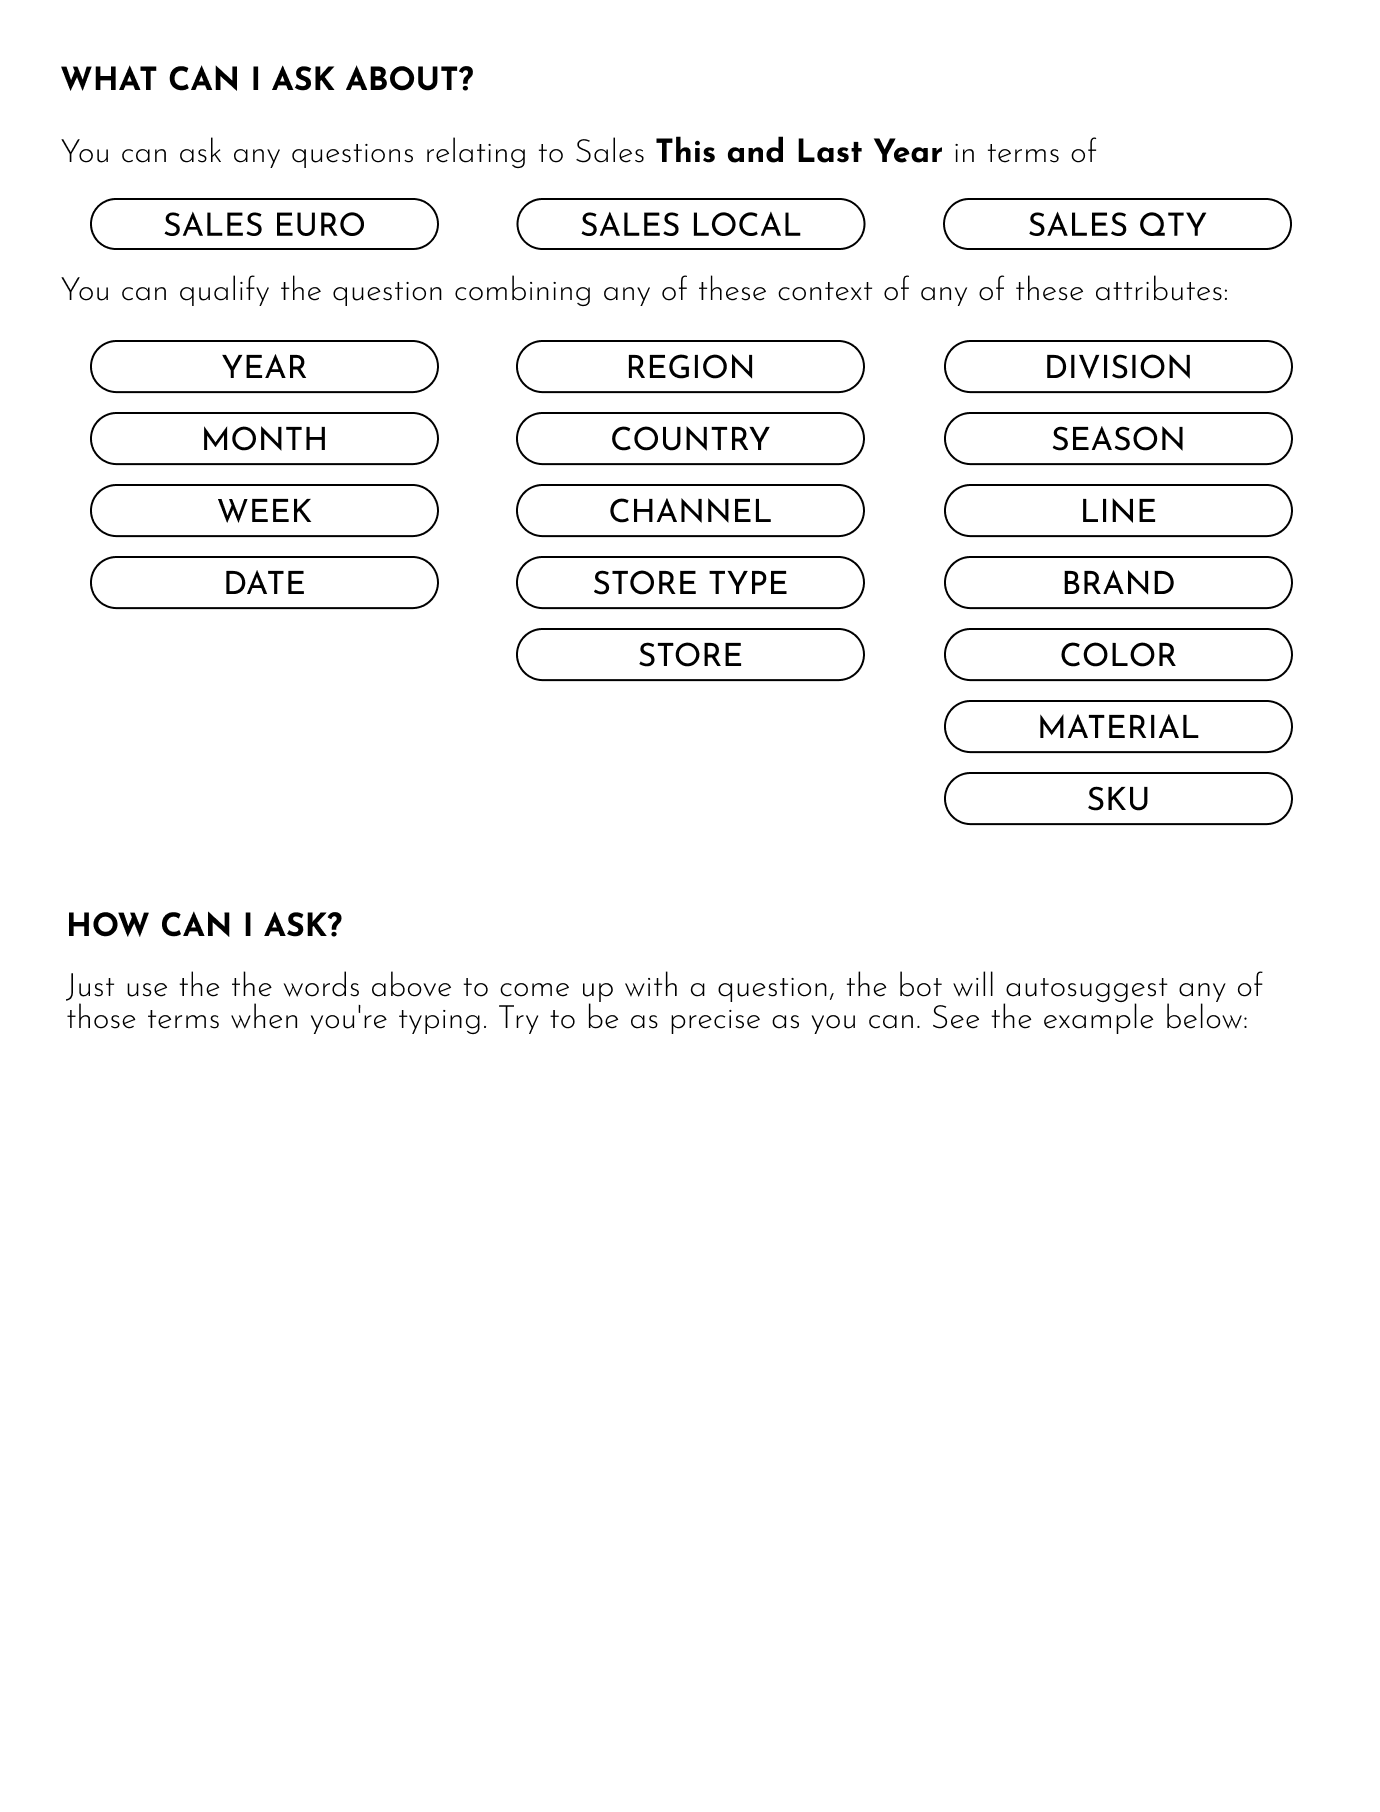 WHAT CAN I ASK ABOUT?
You can ask any questions relating to Sales This and Last Year in terms of
SALES EURO SALES LOCAL SALES QTY
You can qualify the question combining any of these context of any of these attributes:
YEAR REGION DIVISION
MONTH COUNTRY SEASON
WEEK CHANNEL LINE
DATE STORE TYPE BRAND
STORE COLOR
MATERIAL
SKU
HOW CAN I ASK?
Just use the the words above to come up with a question, the bot will autosuggest any of
those terms when you're typing. Try to be as precise as you can. See the example below: